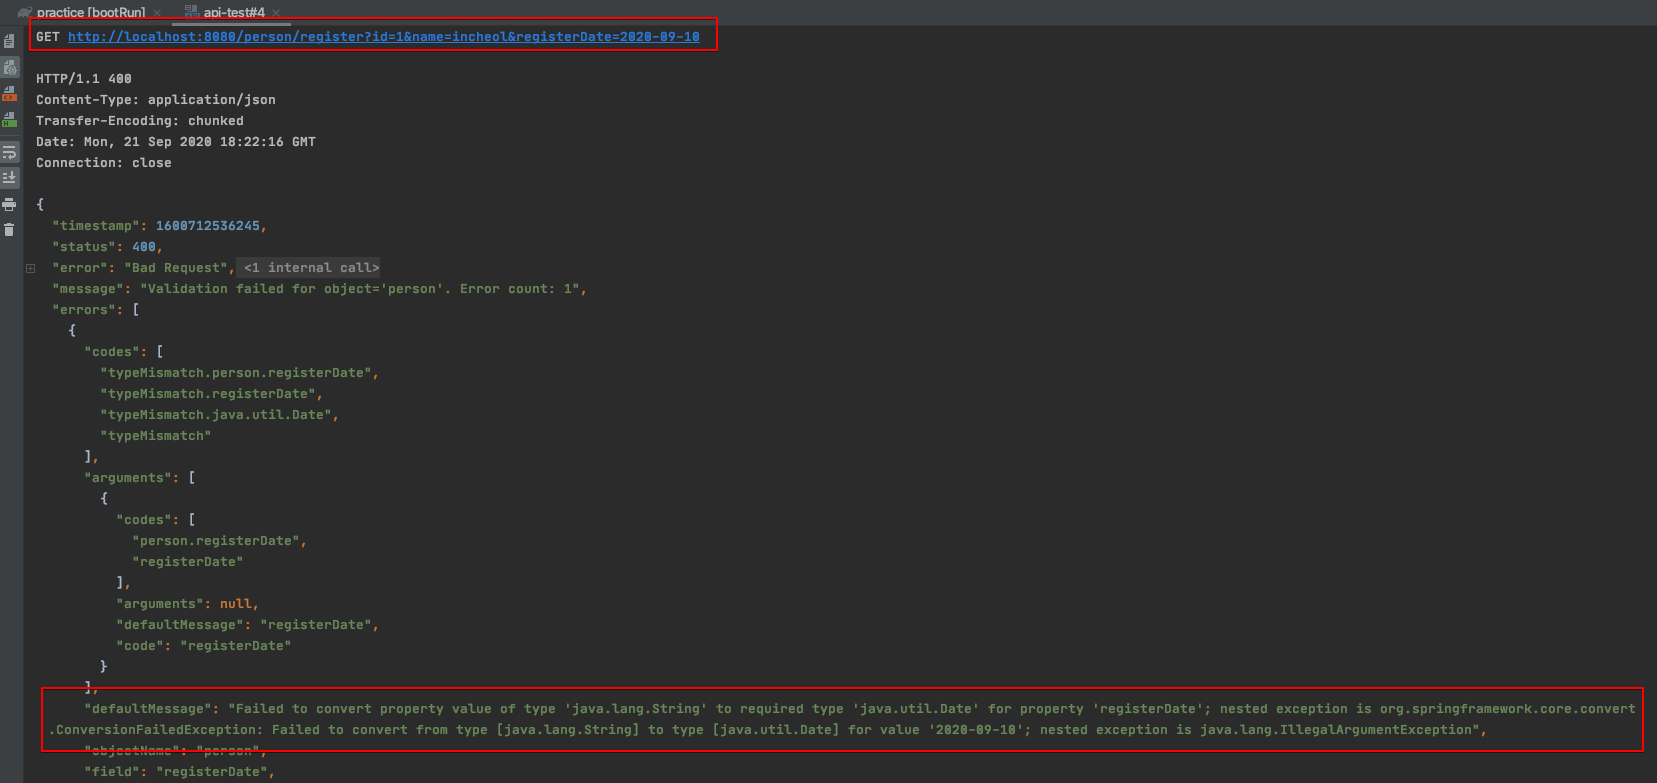 practice [bootRun] ×
api-test#4 ×
GET http://localhost:8080/person/register?id=1&name=incheol&registerDate=2020-09-10
HTTP/1.1 400
Content-Type: application/json
Transfer-Encoding: chunked
Date: Mon, 21 Sep 2020 18:22:16 GMT
Connection: close
{
"timestamp": 1600712536245,
"status": 400,
"error": "Bad Request", <1 internal call>
"message": "Validation failed for object='person'. Error count: 1",
"errors": [
{
"codes": [
"typeMismatch.person.registerDate",
"typeMismatch.registerDate",
"typeMismatch.java.util.Date",
"typeMismatch"
],
"arguments": [
{
"codes": [
"person.registerDate",
"registerDate"
],
"arguments": null,
"defaultMessage": "registerDate",
"code": "registerDate"
}
],
"defaultMessage": "Failed to convert property value of type 'java.lang.String' to required type 'java.util.Date' for property 'registerDate'; nested exception is org.springframework.core.convert
.ConversionFailedException: Failed to convert from type [java.lang.String] to type [java.util.Date] for value '2020-09-10'; nested exception is java.lang.IllegalArgumentException",
"objectName": "person",
"field": "registerDate",